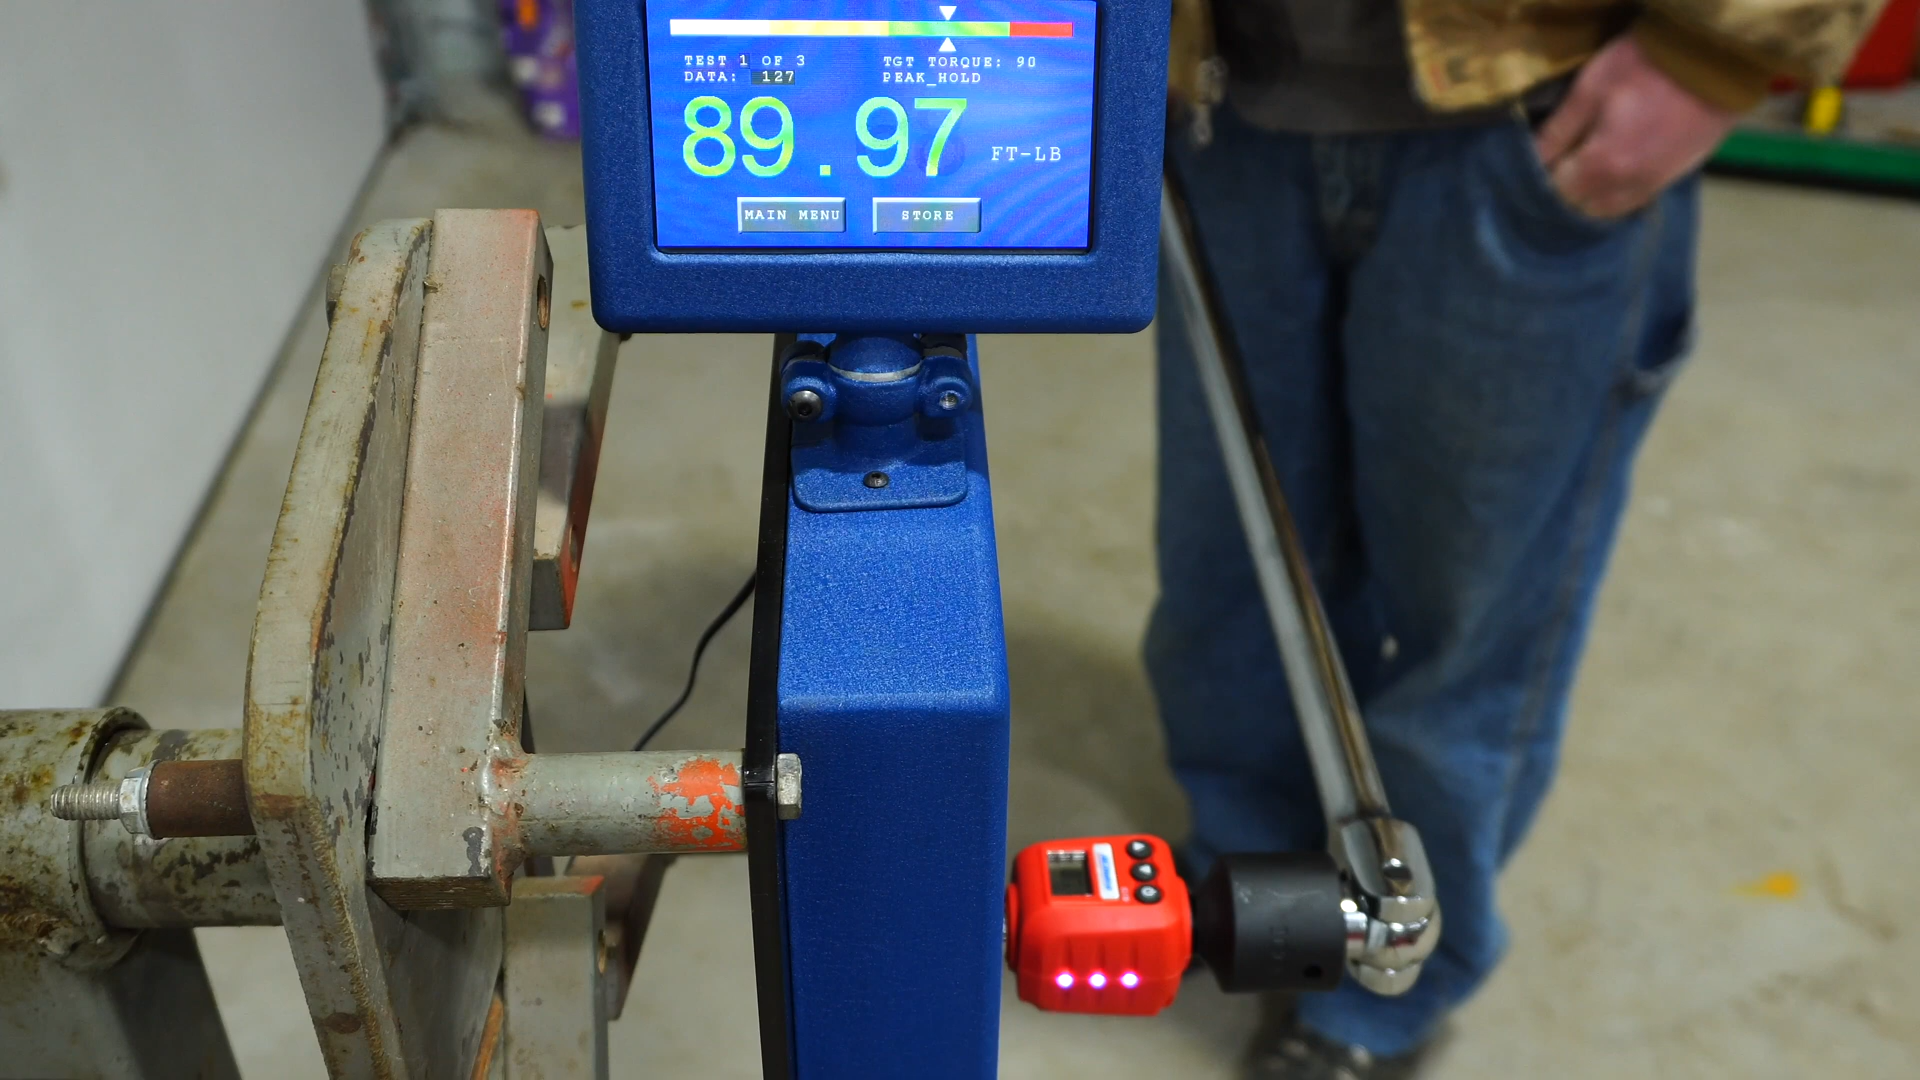 TEST 1 OF 3
TGT TORQUE: 90
DATA: 127
PEAK_HOLD
89.97 FT-LB
MAIN MENU
STORE